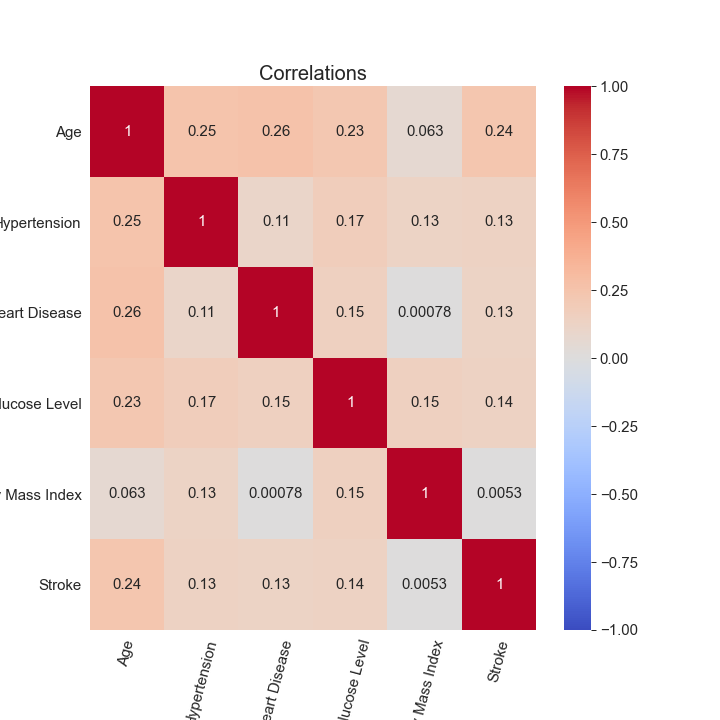 Correlations
Age 1 0.25 0.26 0.23 0.063 0.24
Hypertension 0.25 1 0.11 0.17 0.13 0.13
eart Disease 0.26 0.11 1 0.15 0.00078 0.13
lucose Level 0.23 0.17 0.15 1 0.15 0.14
Mass Index 0.063 0.13 0.00078 0.15 1 0.0053
Stroke 0.24 0.13 0.13 0.14 0.0053 1
Age
Hypertension
eart Disease
lucose Level
Mass Index
Stroke
1.00
0.75
0.50
0.25
0.00
−0.25
−0.50
−0.75
−1.00